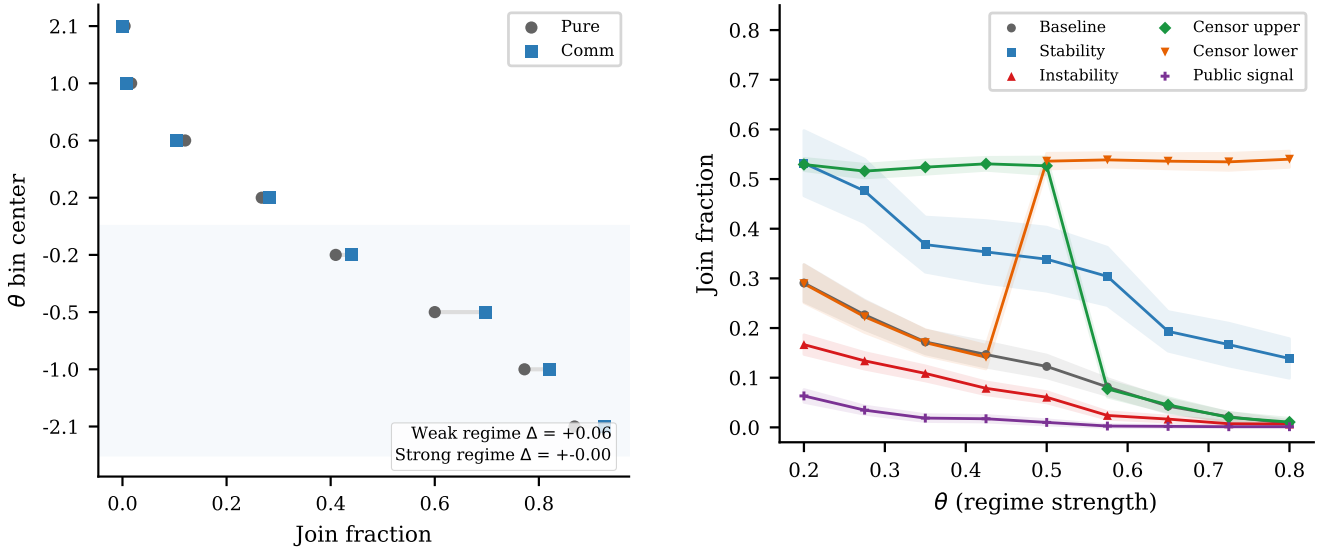 2.1
1.0
0.6
0.2
-0.2
-0.5
-1.0
-2.1
θ bin center
Pure
Comm
Weak regime Δ = +0.06
Strong regime Δ = +-0.00
0.0 0.2 0.4 0.6 0.8
Join fraction
0.8
0.7
0.6
0.5
0.4
0.3
0.2
0.1
0.0
Join fraction
Baseline
Stability
Instability
Censor upper
Censor lower
Public signal
0.2 0.3 0.4 0.5 0.6 0.7 0.8
θ (regime strength)